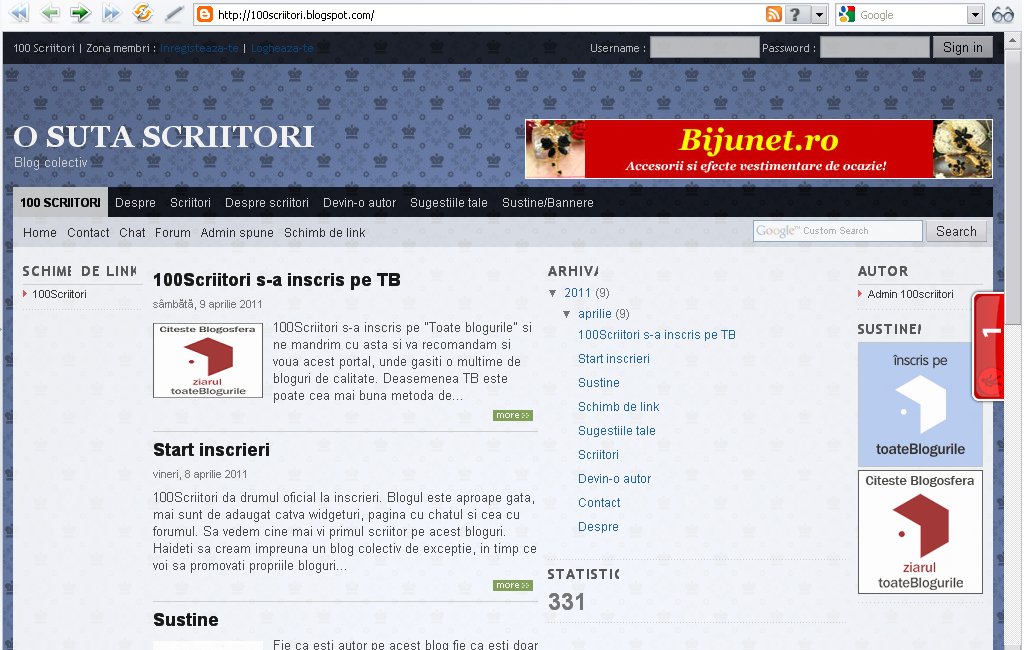 http://100scriitori.blogspot.com/
?
Google
100 Scriitori | Zona membri : Inregisteaza-te | Logheaza-te
Username :
Password :
Sign in
O SUTA SCRIITORI
Blog colectiv
Bijunet.ro
Accesorii si efecte vestimentare de ocazie!
100 SCRIITORI Despre Scriitori Despre scriitori Devin-o autor Sugestiile tale Sustine/Bannere
Home Contact Chat Forum Admin spune Schimb de link
Google™ Custom Search
Search
SCHIME DE LINK
100Scriitori
100Scriitori s-a inscris pe TB
sâmbătă, 9 aprilie 2011
Citeste Blogosfera
ziarul
toateBlogurile
100Scriitori s-a inscris pe "Toate blogurile" si
ne mandrim cu asta si va recomandam si
voua acest portal, unde gasiti o multime de
bloguri de calitate. Deasemenea TB este
poate cea mai buna metoda de...
more >>
Start inscrieri
vineri, 8 aprilie 2011
100Scriitori da drumul oficial la inscrieri. Blogul este aproape gata,
mai sunt de adaugat catva widgeturi, pagina cu chatul si cea cu
forumul. Sa vedem cine mai vi primul scriitor pe acest bloguri.
Haideti sa cream impreuna un blog colectiv de exceptie, in timp ce
voi sa promovati propriile bloguri...
more >>
Sustine
Fie ca esti autor pe acest blog fie ca esti doar
ARHIVA
▼ 2011 (9)
▼ aprilie (9)
100Scriitori s-a inscris pe TB
Start inscrieri
Sustine
Schimb de link
Sugestiile tale
Scriitori
Devin-o autor
Contact
Despre
STATISTIC
331
AUTOR
Admin 100scriitori
SUSTINEI
înscris pe
toateBlogurile
Citeste Blogosfera
ziarul
toateBlogurile
1